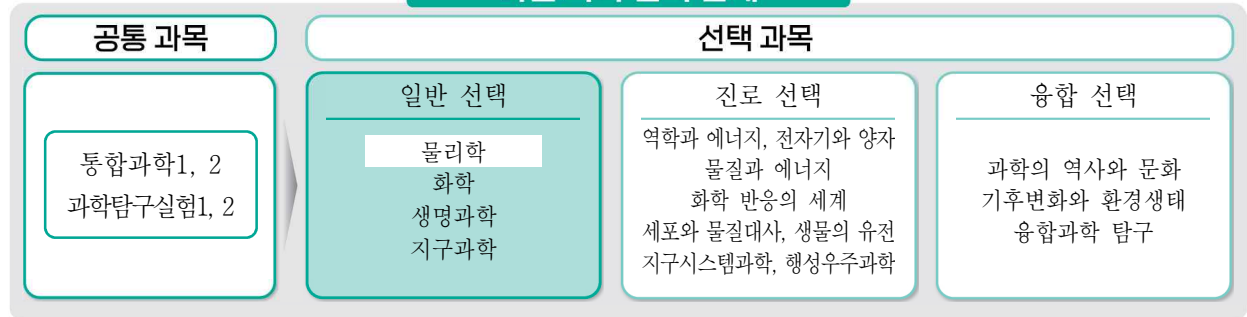 공통 과목
선택 과목
통합과학1, 2
과학탐구실험1, 2
일반 선택
물리학
화학
생명과학
지구과학
진로 선택
역학과 에너지, 전자기와 양자
물질과 에너지
화학 반응의 세계
세포와 물질대사, 생물의 유전
지구시스템과학, 행성우주과학
융합 선택
과학의 역사와 문화
기후변화와 환경생태
융합과학 탐구